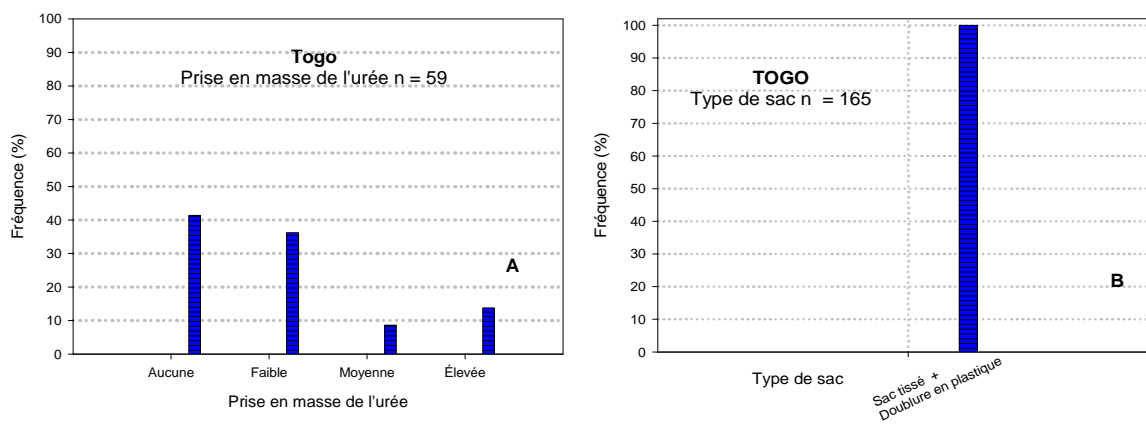 100
90
80
70
60
50
40
30
20
10
0
Fréquence (%)
Togo
Prise en masse de l'urée n = 59
A
Aucune
Faible
Moyenne
Élevée
Prise en masse de l'urée
100
90
80
70
60
50
40
30
20
10
0
Fréquence (%)
TOGO
Type de sac n = 165
B
Type de sac
Sac tissé +
Doublure en plastique